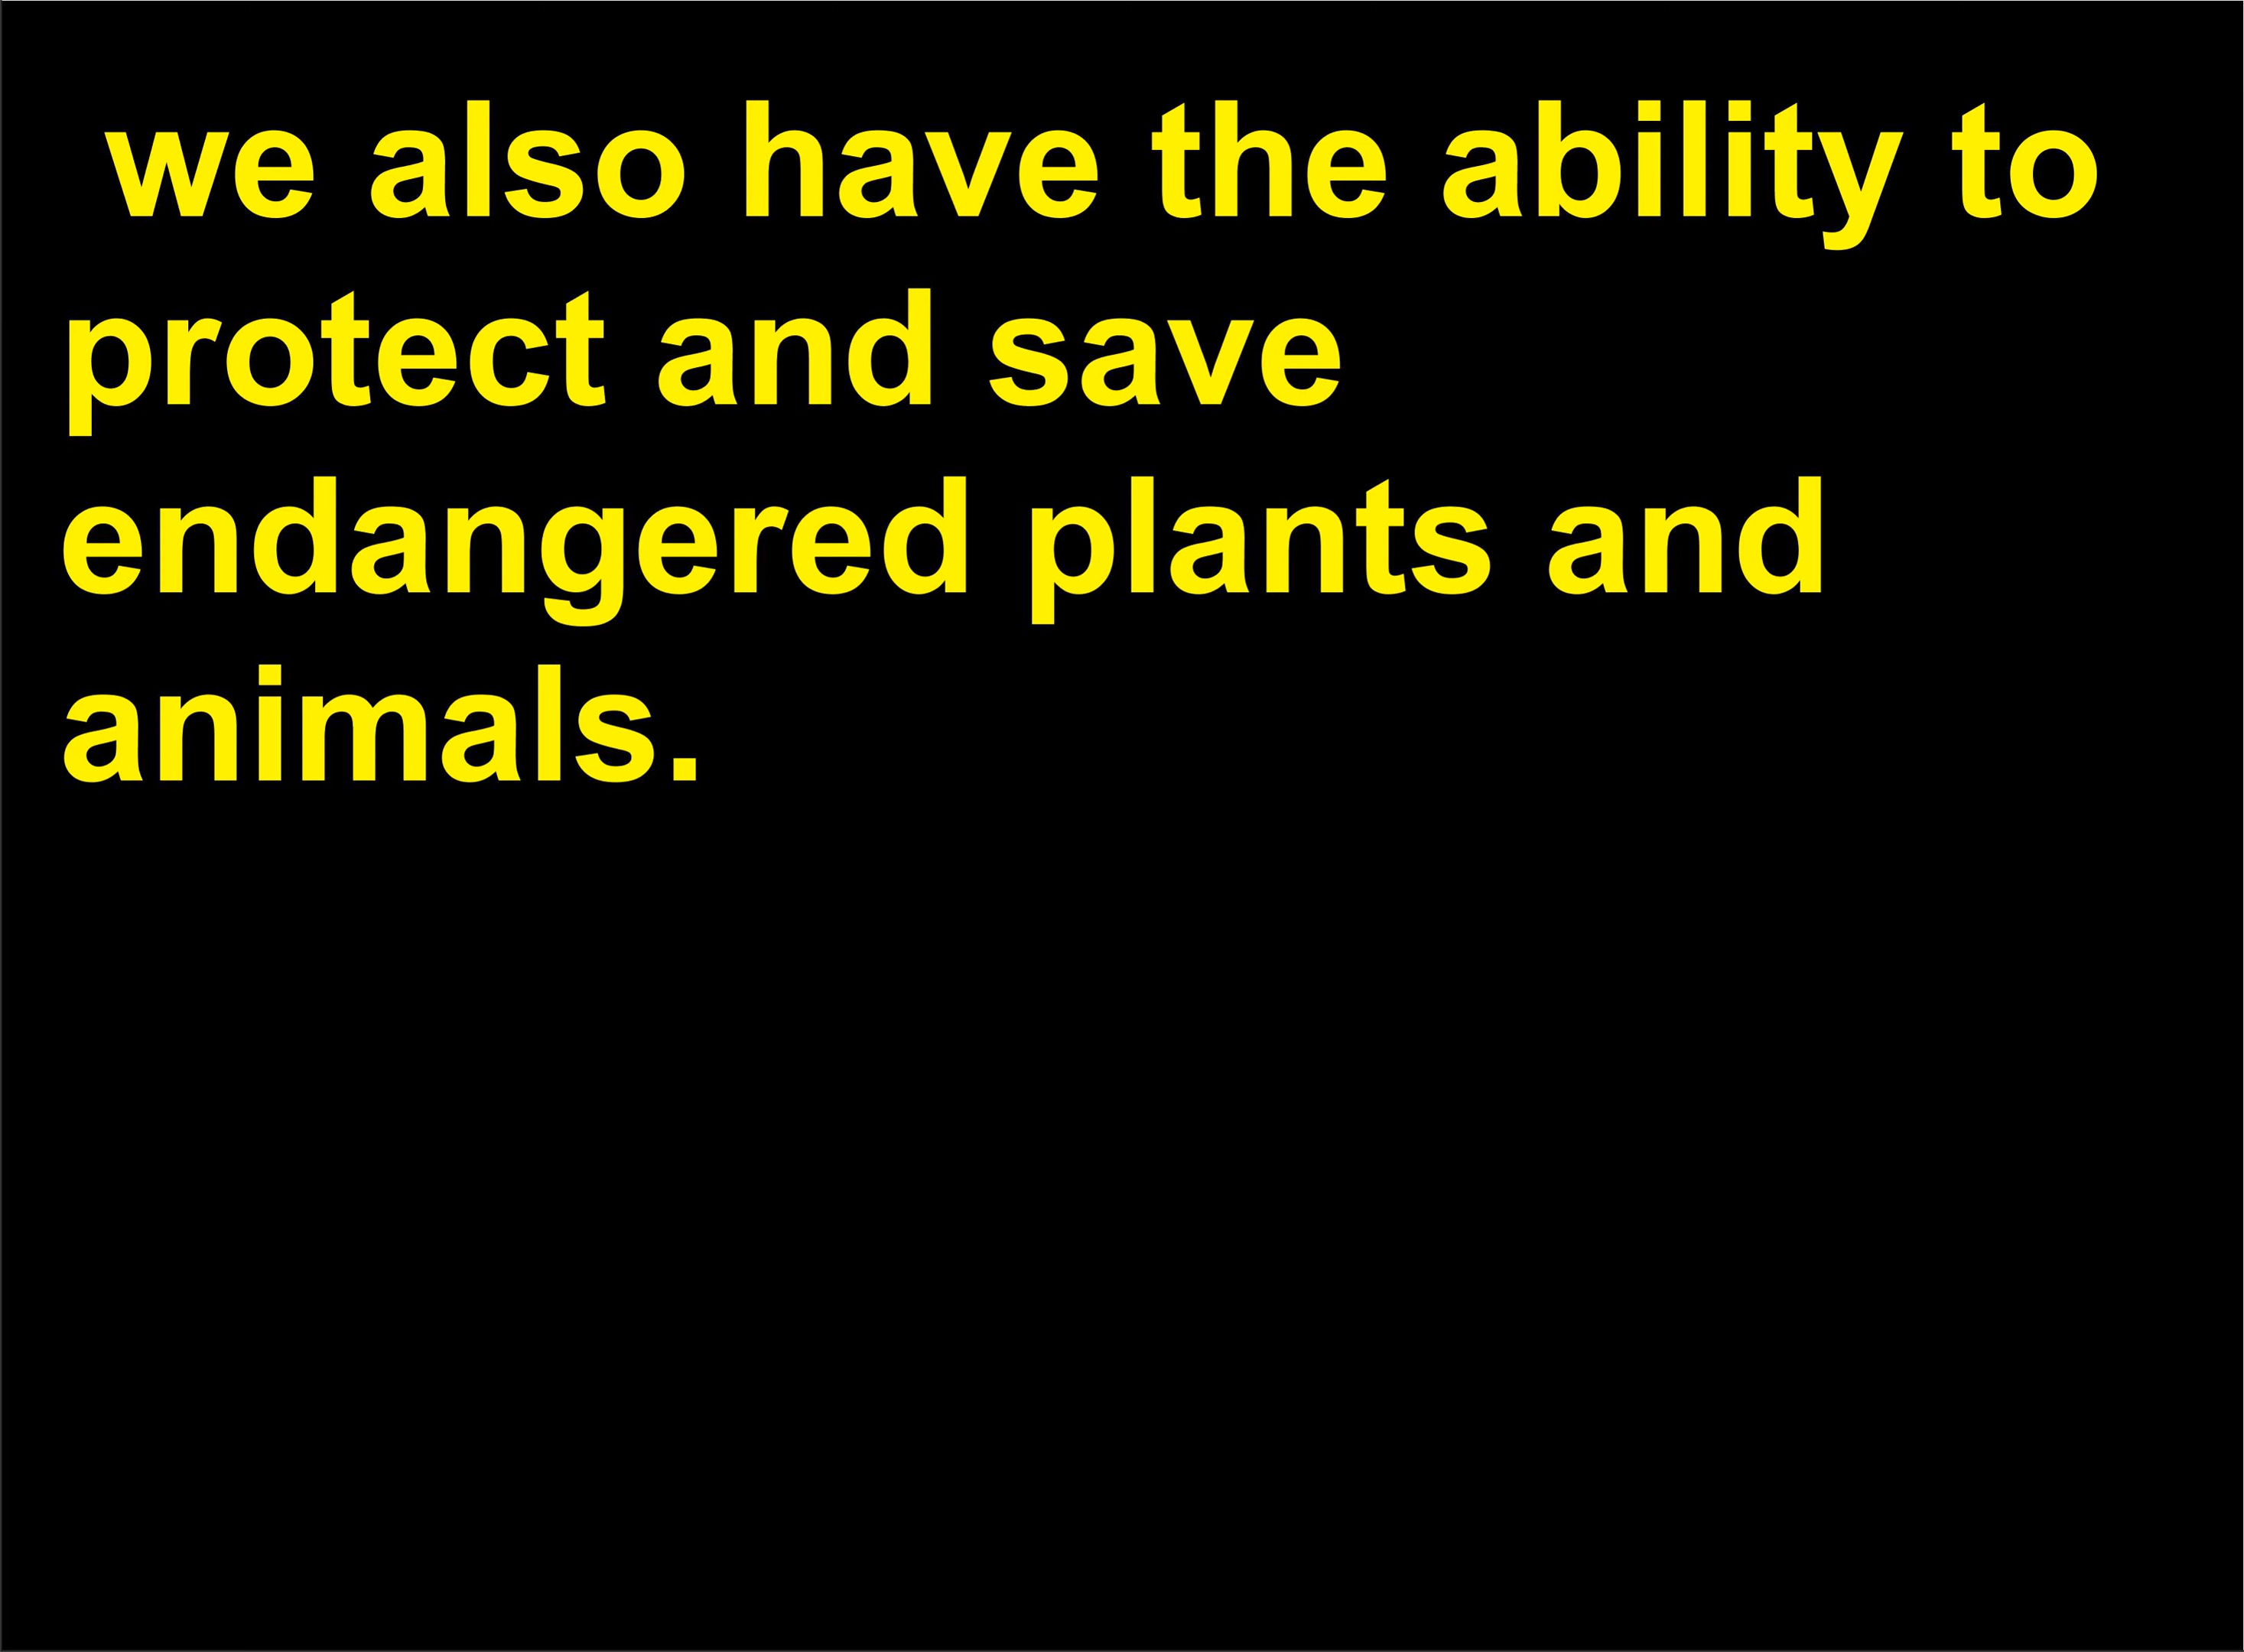 we also have the ability to
protect and save
endangered plants and
animals.